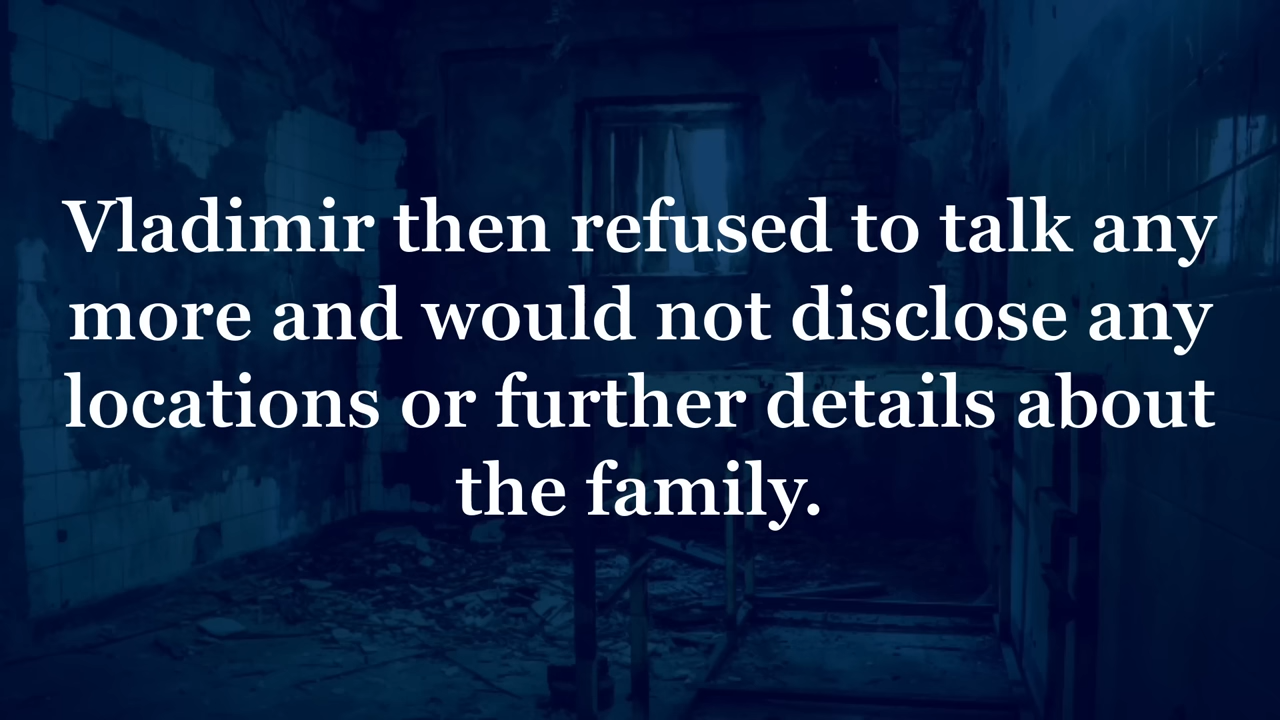 Vladimir then refused to talk any
more and would not disclose any
locations or further details about
the family.